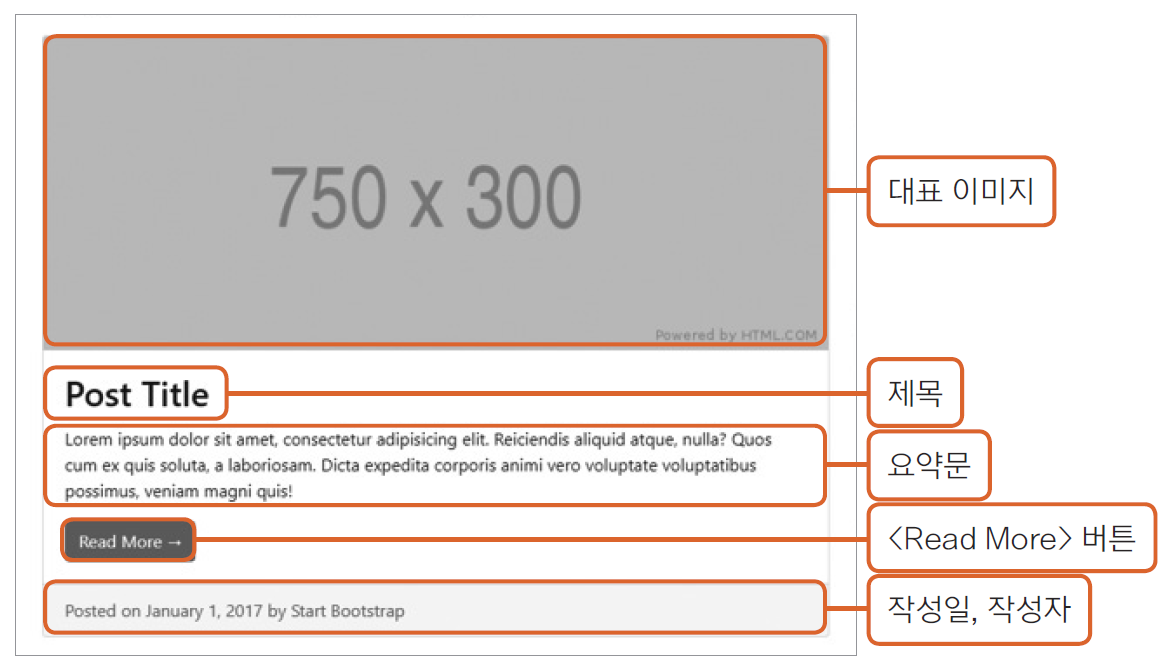 750 x 300
Powered by HTML.COM
대표 이미지
Post Title
제목
Lorem ipsum dolor sit amet, consectetur adipisicing elit. Reiciendis aliquid atque, nulla? Quos
cum ex quis soluta, a laboriosam. Dicta expedita corporis animi vero voluptate voluptatibus
possimus, veniam magni quis!
요약문
Read More →
<Read More> 버튼
Posted on January 1, 2017 by Start Bootstrap
작성일, 작성자